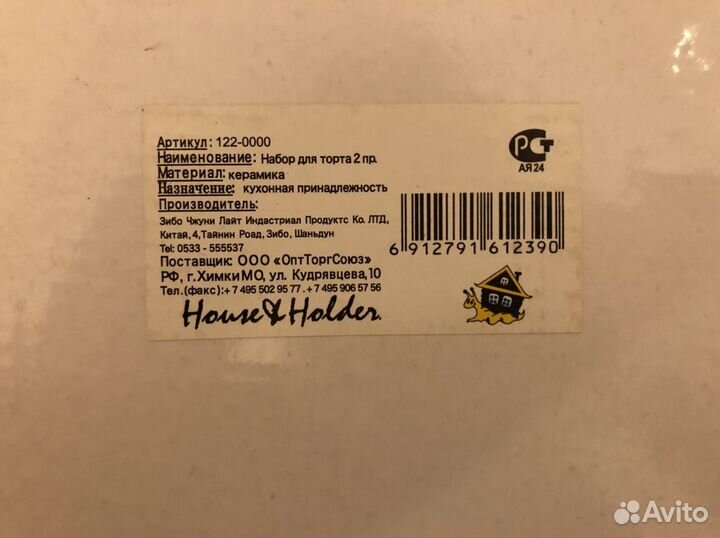 Артикул: 122-0000
Наименование: Набор для торта 2 пр.
Материал: керамика
Назначение: кухонная принадлежность
Производитель:
Зибо Чжуни Лайт Индастриал Продуктс Ко. ЛТД,
Китай,4,Тайнин Роад, Зибо, Шаньдун
Tel: 0533 - 555537
Поставщик: ООО «ОптТоргСоюз»
РФ, г.Химки МО, ул. Кудрявцева,10
Тел.(факс):+7 495 502 95 77.+7 495 906 57 56
House & Holder.
РСТ
АЯ24
6 912791 612390
Avito